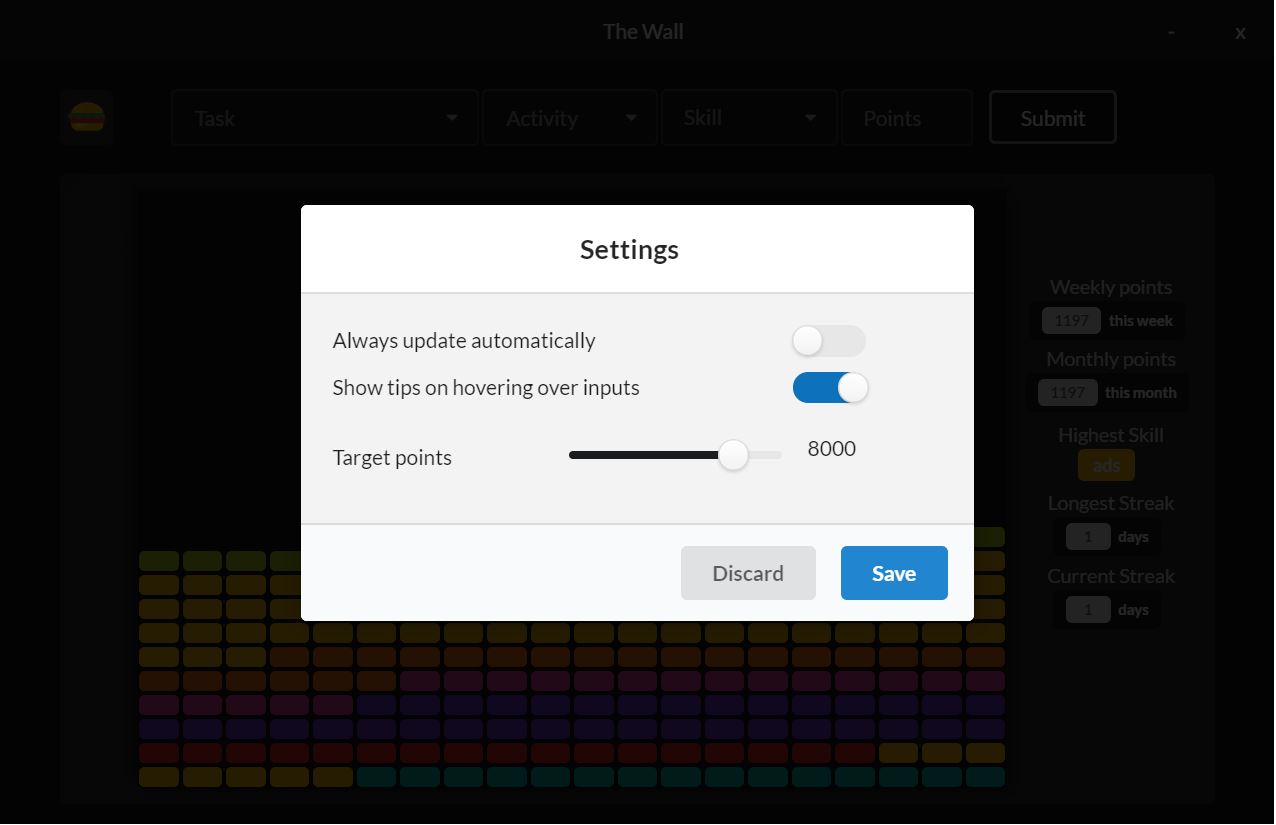 The Wall
-
x
Task
Activity
Skill
Points
Submit
Settings
Always update automatically
Show tips on hovering over inputs
Target points
8000
Discard
Save
Weekly points
1197 this week
Monthly points
1197 this month
Highest Skill
ads
Longest Streak
1 days
Current Streak
1 days